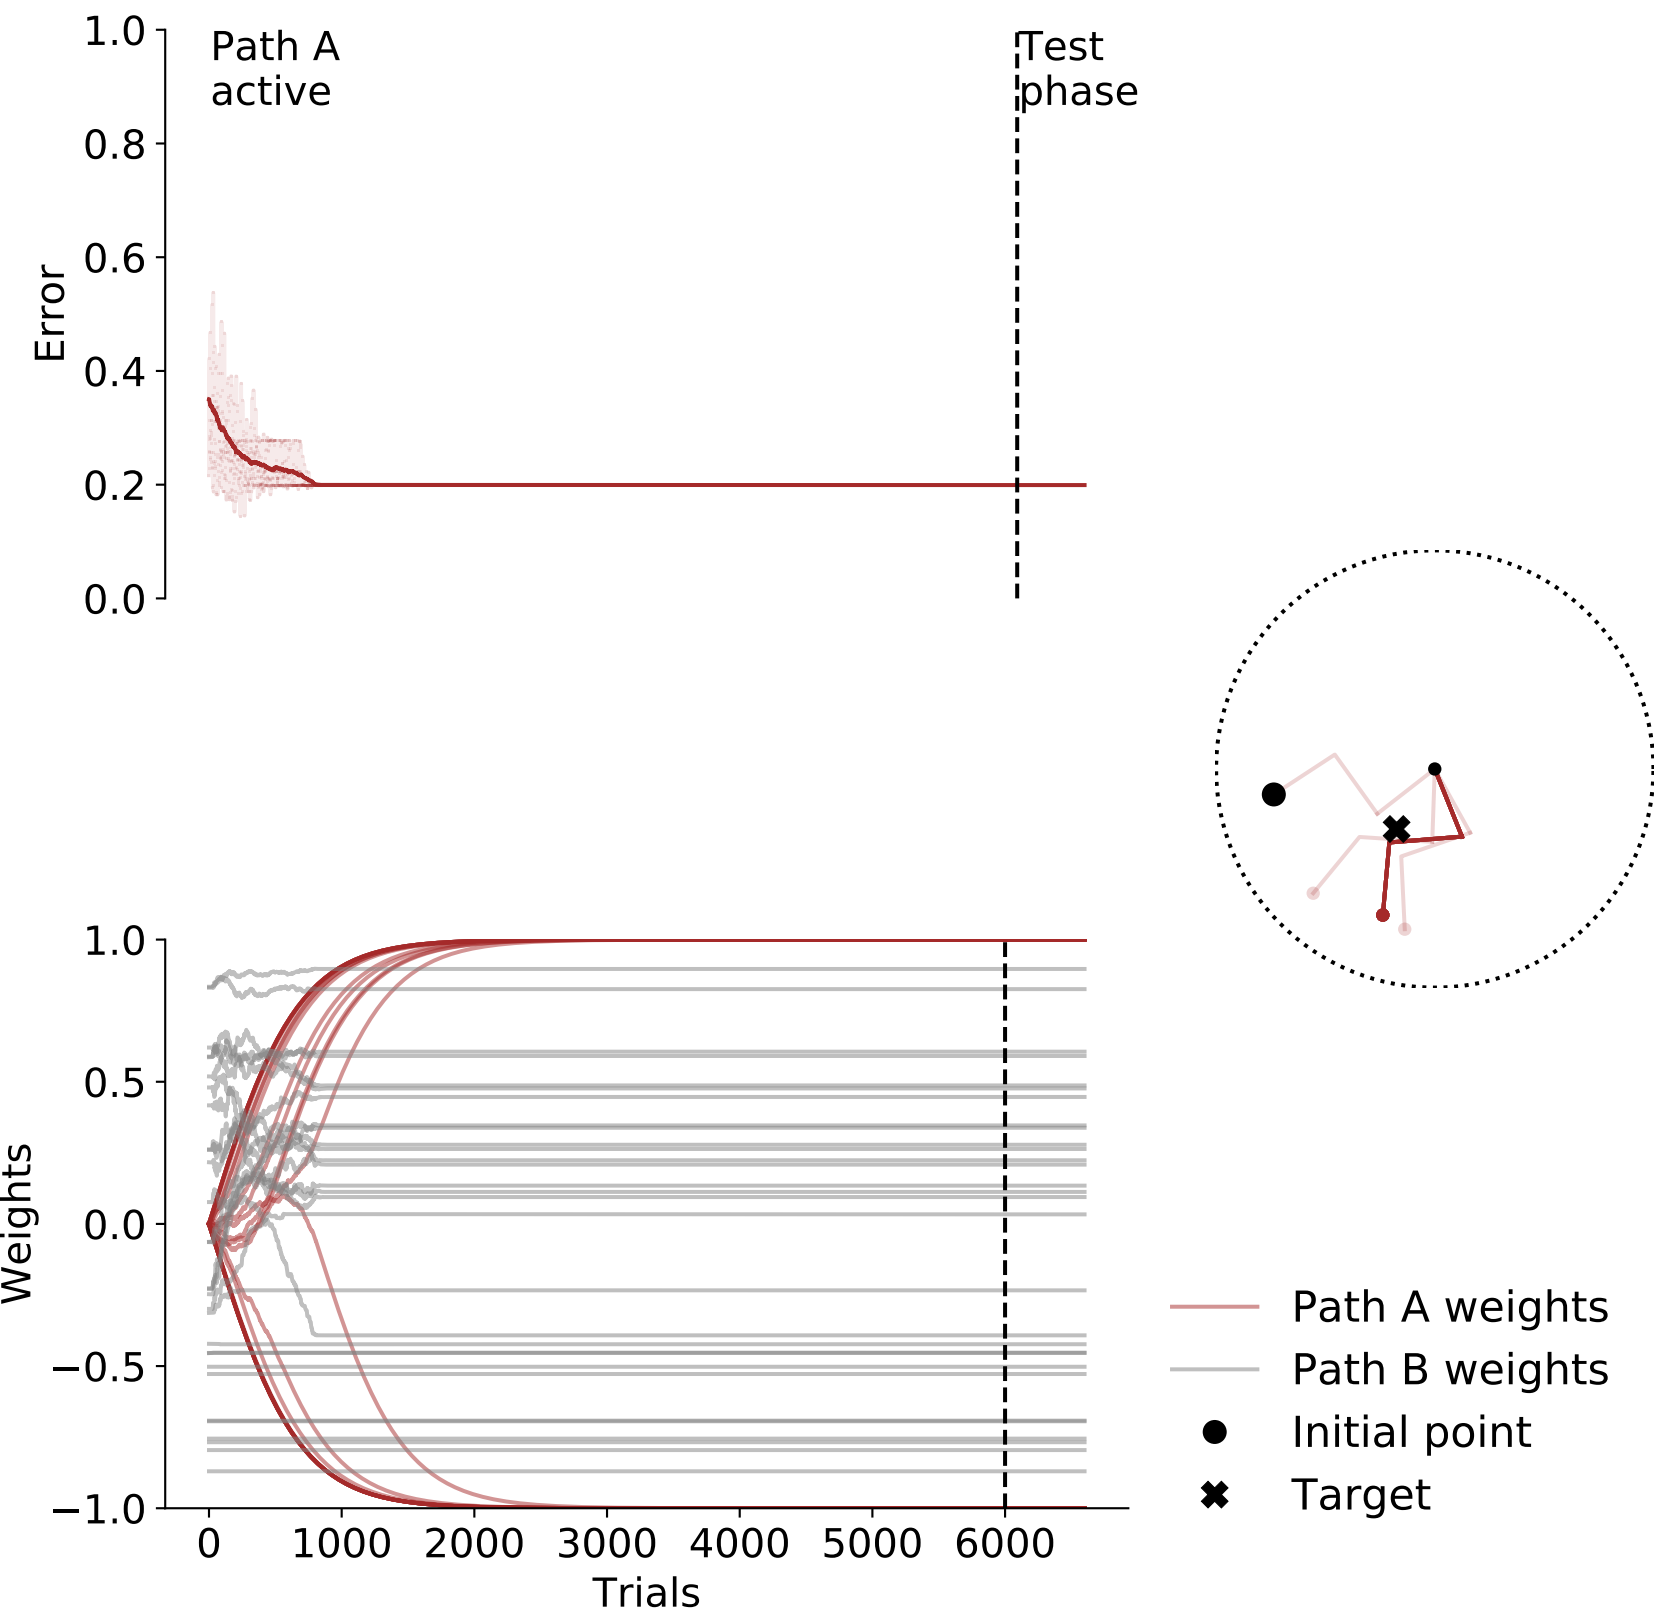 1.0
Path A
active
Test
phase
0.8
0.6
Error
0.4
0.2
0.0
1.0
0.5
Weights
0.0
−0.5
−1.0
0
1000
2000
3000
4000
5000
6000
Trials
Path A weights
Path B weights
Initial point
Target